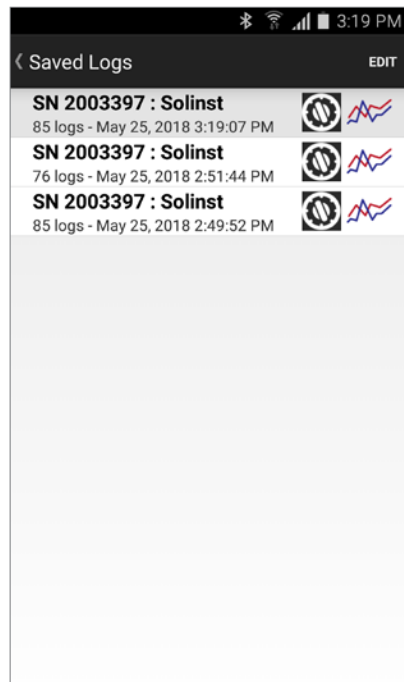 3:19 PM
Saved Logs EDIT
SN 2003397 : Solinst
85 logs - May 25, 2018 3:19:07 PM
SN 2003397 : Solinst
76 logs - May 25, 2018 2:51:44 PM
SN 2003397 : Solinst
85 logs - May 25, 2018 2:49:52 PM